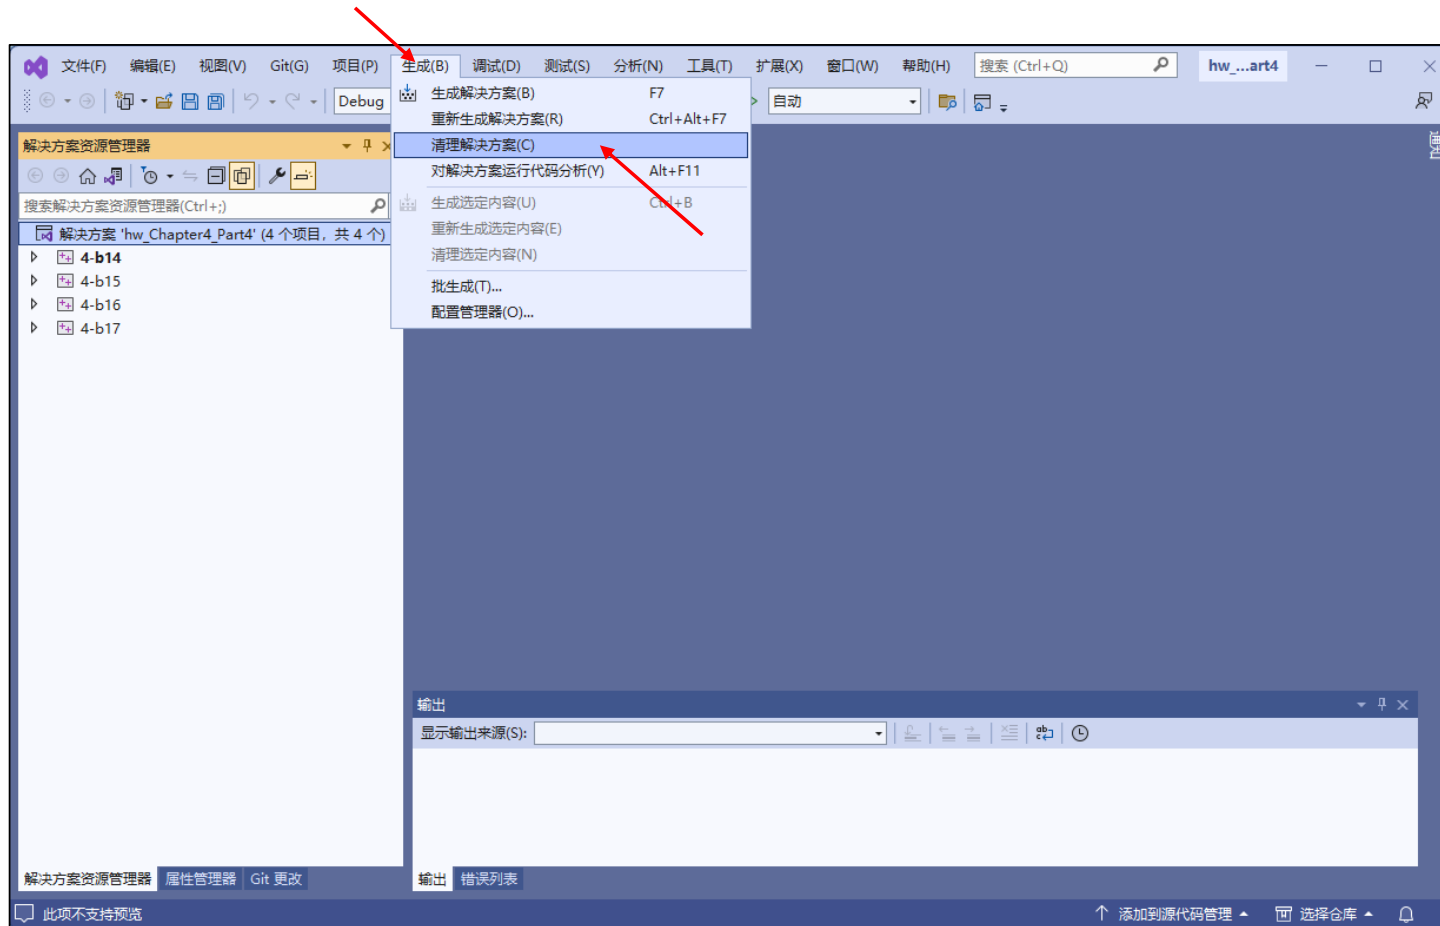 文件(F) 编辑(E) 视图(V) Git(G) 项目(P) 生成(B) 调试(D) 测试(S) 分析(N) 工具(T) 扩展(X) 窗口(W) 帮助(H) 搜索 (Ctrl+Q) hw_...art4
Debug 自动
生成解决方案(B) F7
重新生成解决方案(R) Ctrl+Alt+F7
清理解决方案(C)
对解决方案运行代码分析(Y) Alt+F11
生成选定内容(U) Ctrl+B
重新生成选定内容(E)
清理选定内容(N)
批生成(T)...
配置管理器(O)...
解决方案资源管理器
搜索解决方案资源管理器(Ctrl+;)
解决方案 'hw_Chapter4_Part4' (4 个项目，共 4 个)
4-b14
4-b15
4-b16
4-b17
输出
显示输出来源(S):
解决方案资源管理器 属性管理器 Git 更改
输出 错误列表
此项不支持预览 添加到源代码管理 选择仓库